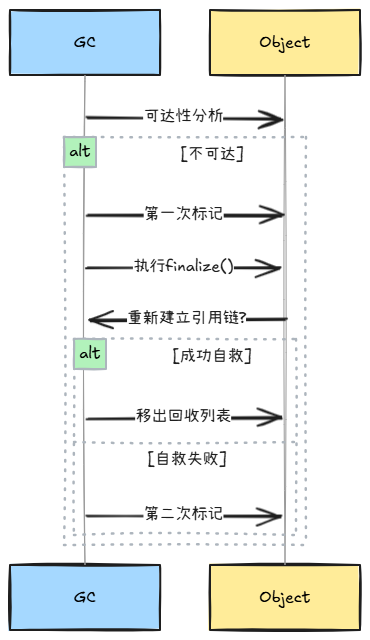 GC
Object
可达性分析
alt
[不可达]
第一次标记
执行finalize()
重新建立引用链?
alt
[成功自救]
移出回收列表
[自救失败]
第二次标记
GC
Object